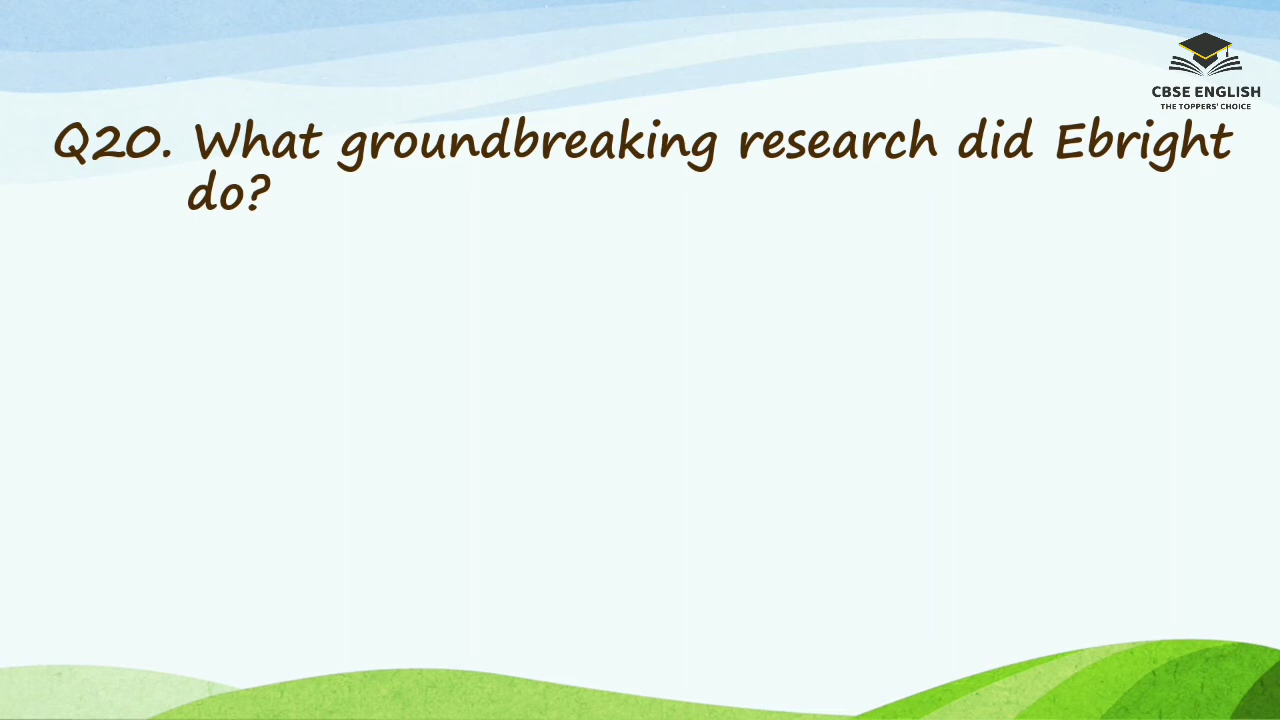 CBSE ENGLISH
THE TOPPERS' CHOICE
Q20. What groundbreaking research did Ebright
do?